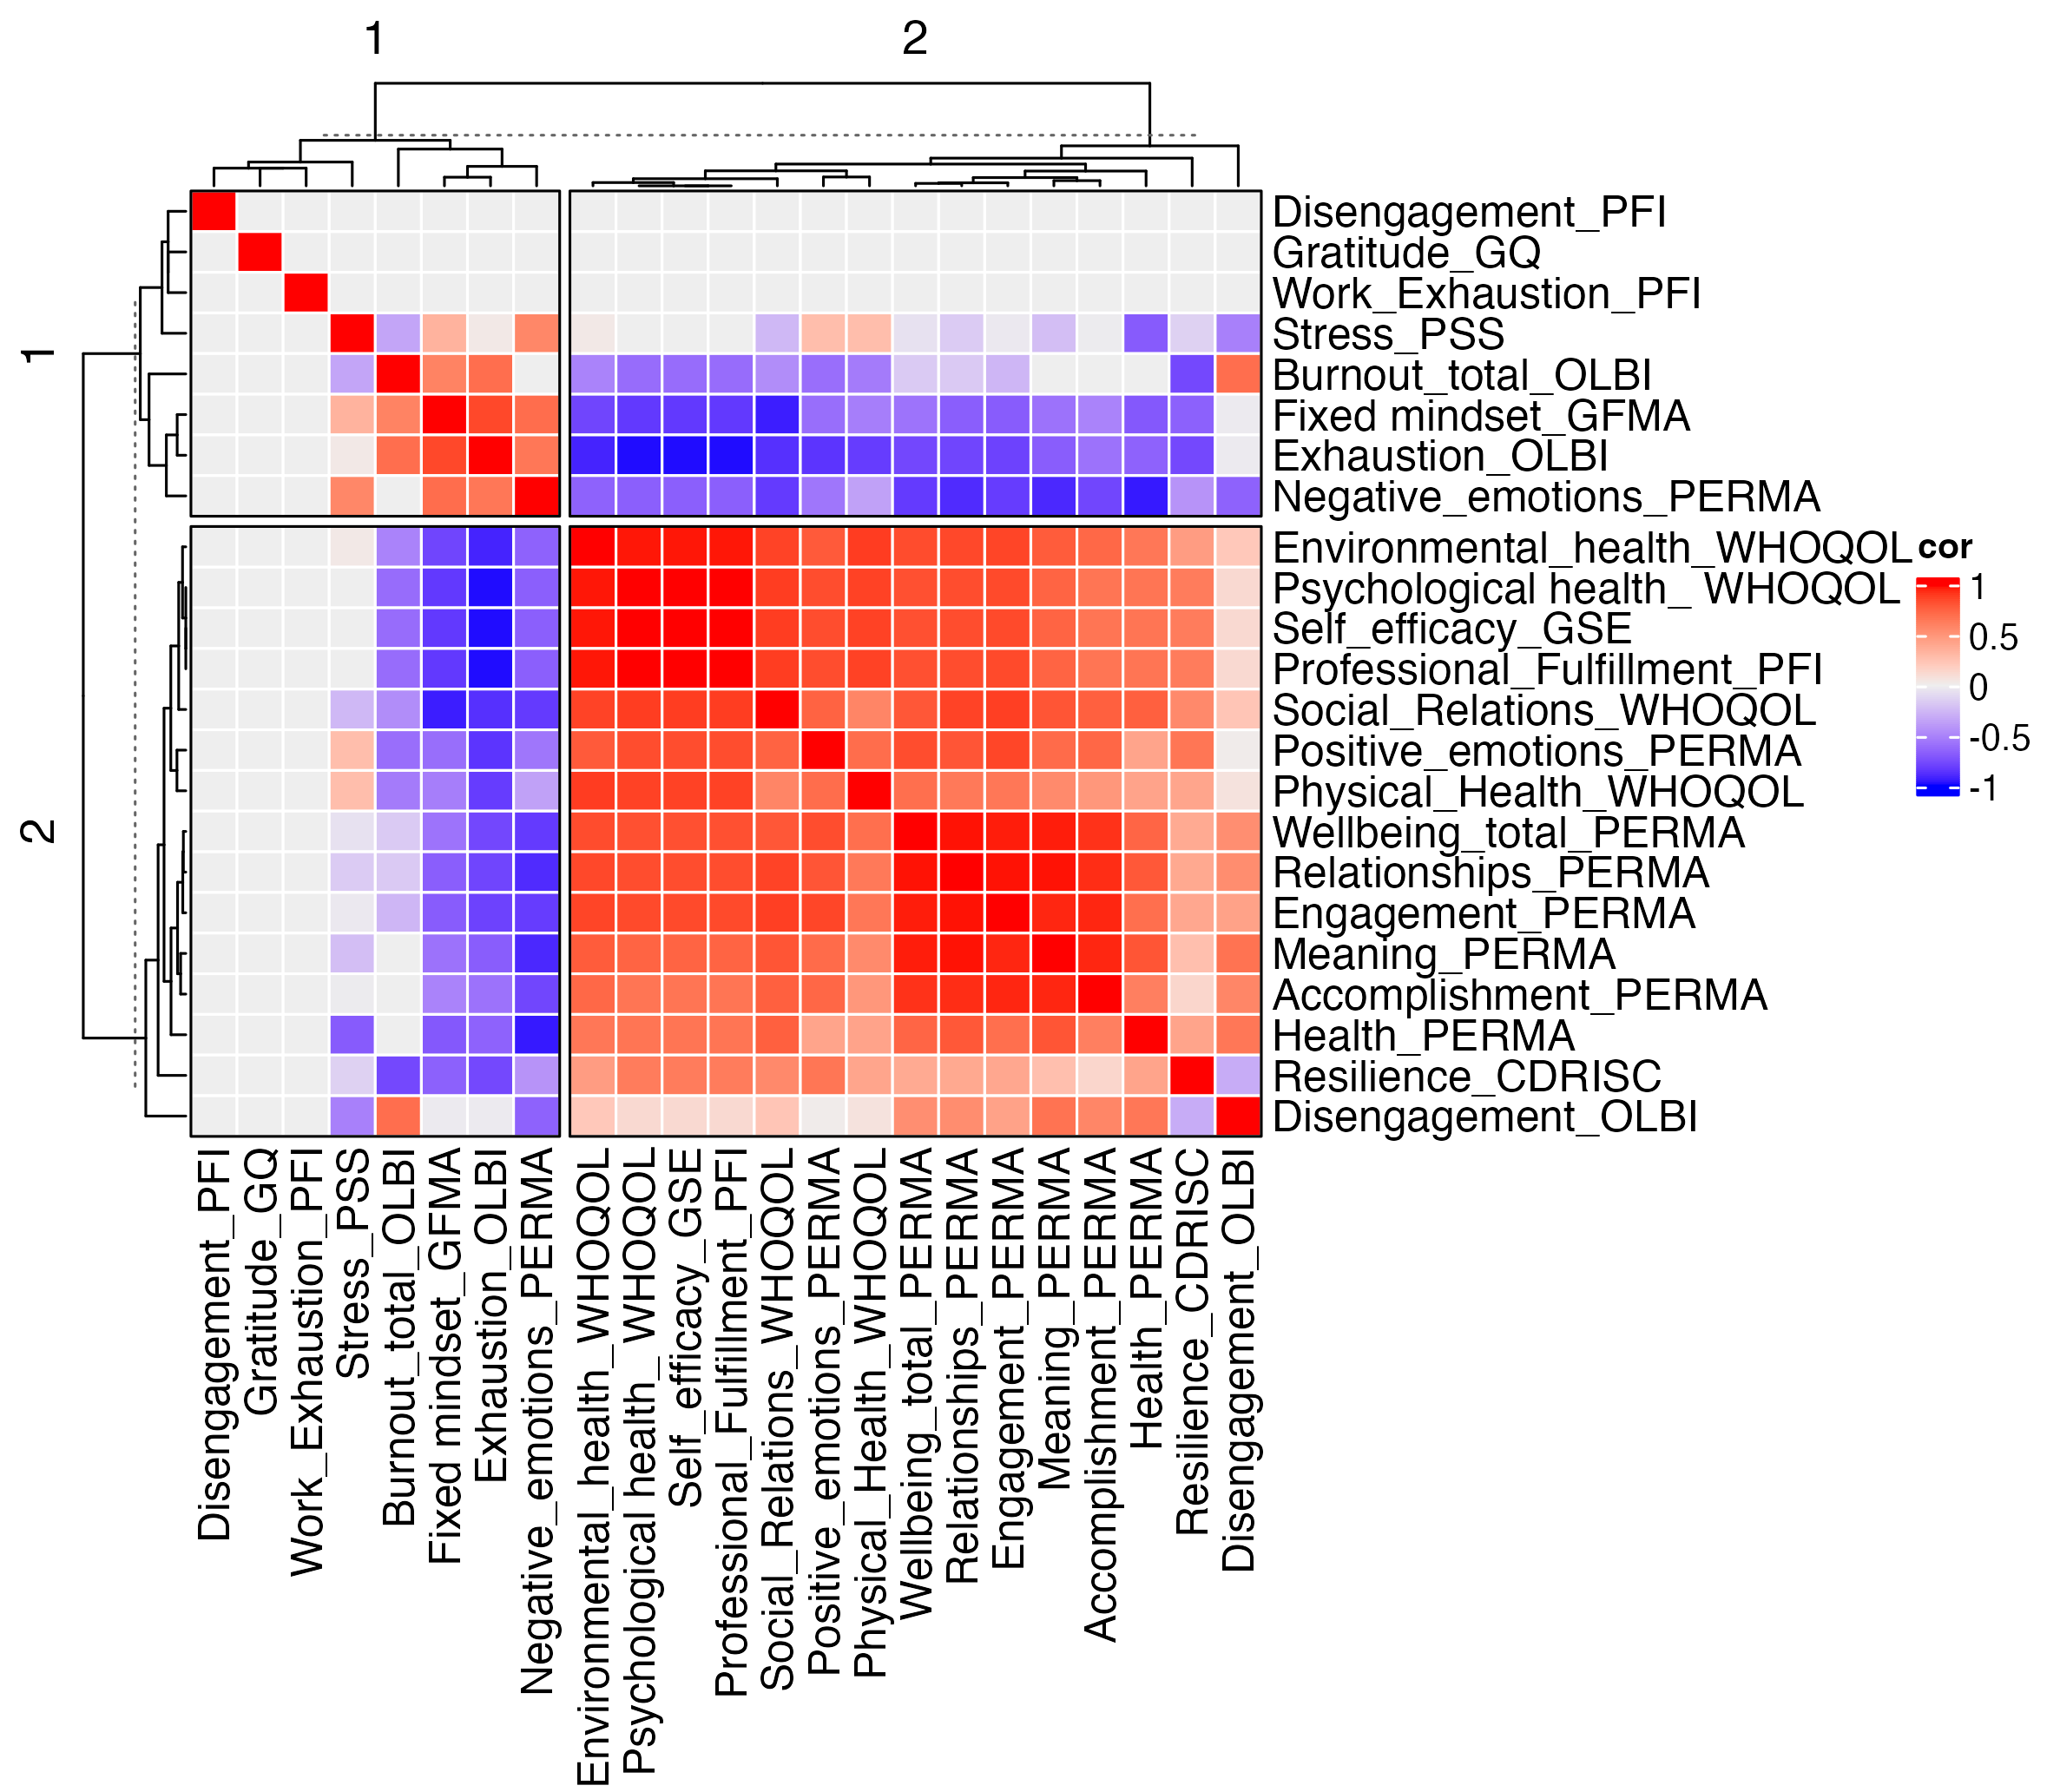 1
2
1
2
Disengagement_PFI
Gratitude_GQ
Work_Exhaustion_PFI
Stress_PSS
Burnout_total_OLBI
Fixed mindset_GFMA
Exhaustion_OLBI
Negative_emotions_PERMA
Environmental_health_WHOQOL
Psychological health_ WHOQOL
Self_efficacy_GSE
Professional_Fulfillment_PFI
Social_Relations_WHOQOL
Positive_emotions_PERMA
Physical_Health_WHOQOL
Wellbeing_total_PERMA
Relationships_PERMA
Engagement_PERMA
Meaning_PERMA
Accomplishment_PERMA
Health_PERMA
Resilience_CDRISC
Disengagement_OLBI
cor
1
0.5
0
-0.5
-1
Disengagement_PFI
Gratitude_GQ
Work_Exhaustion_PFI
Stress_PSS
Burnout_total_OLBI
Fixed mindset_GFMA
Exhaustion_OLBI
Negative_emotions_PERMA
Environmental_health_WHOQOL
Psychological health_ WHOQOL
Self_efficacy_GSE
Professional_Fulfillment_PFI
Social_Relations_WHOQOL
Positive_emotions_PERMA
Physical_Health_WHOQOL
Wellbeing_total_PERMA
Relationships_PERMA
Engagement_PERMA
Meaning_PERMA
Accomplishment_PERMA
Health_PERMA
Resilience_CDRISC
Disengagement_OLBI